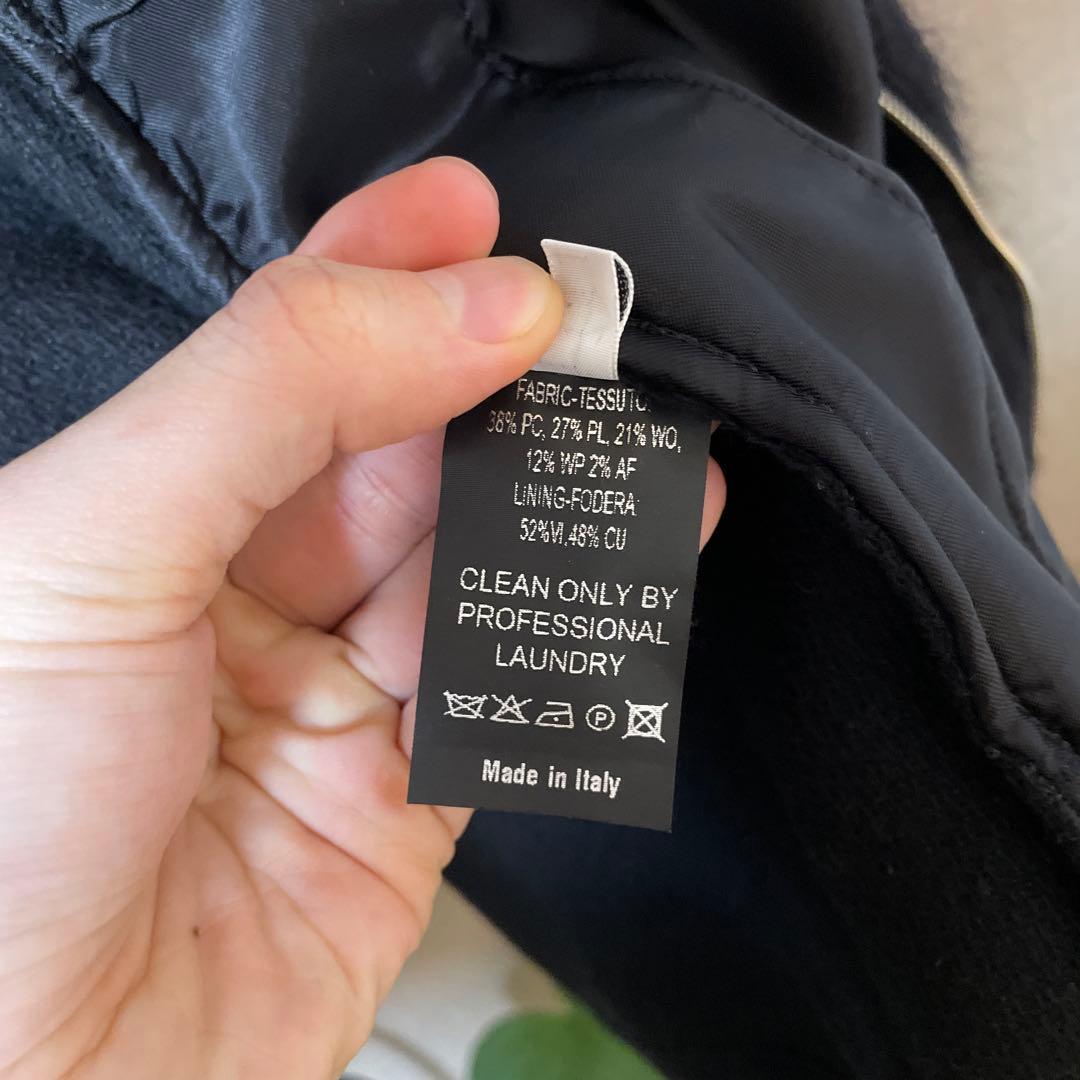 FABRIC-TESSUTO:
38% PC, 27% PL, 21% WO,
12% WP 2% AF
LINING-FODERA:
52%VI,48% CU
CLEAN ONLY BY
PROFESSIONAL
LAUNDRY
P
Made in Italy